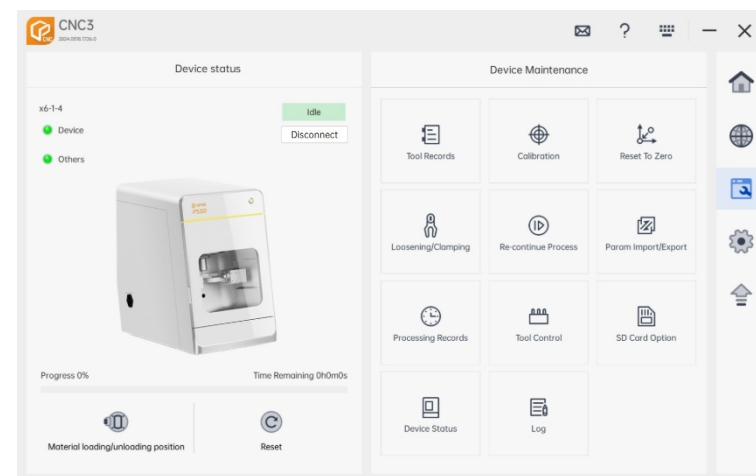 CNC3
Device status
Device Maintenance
x6-1-4
Idle
Device
Disconnect
Others
Tool Records
Calibration
Reset To Zero
Loosening/Clamping
Re-continue Process
Param Import/Export
Processing Records
Tool Control
SD Card Option
Progress 0%
Time Remaining 0h0m0s
Material loading/unloading position
Reset
Device Status
Log